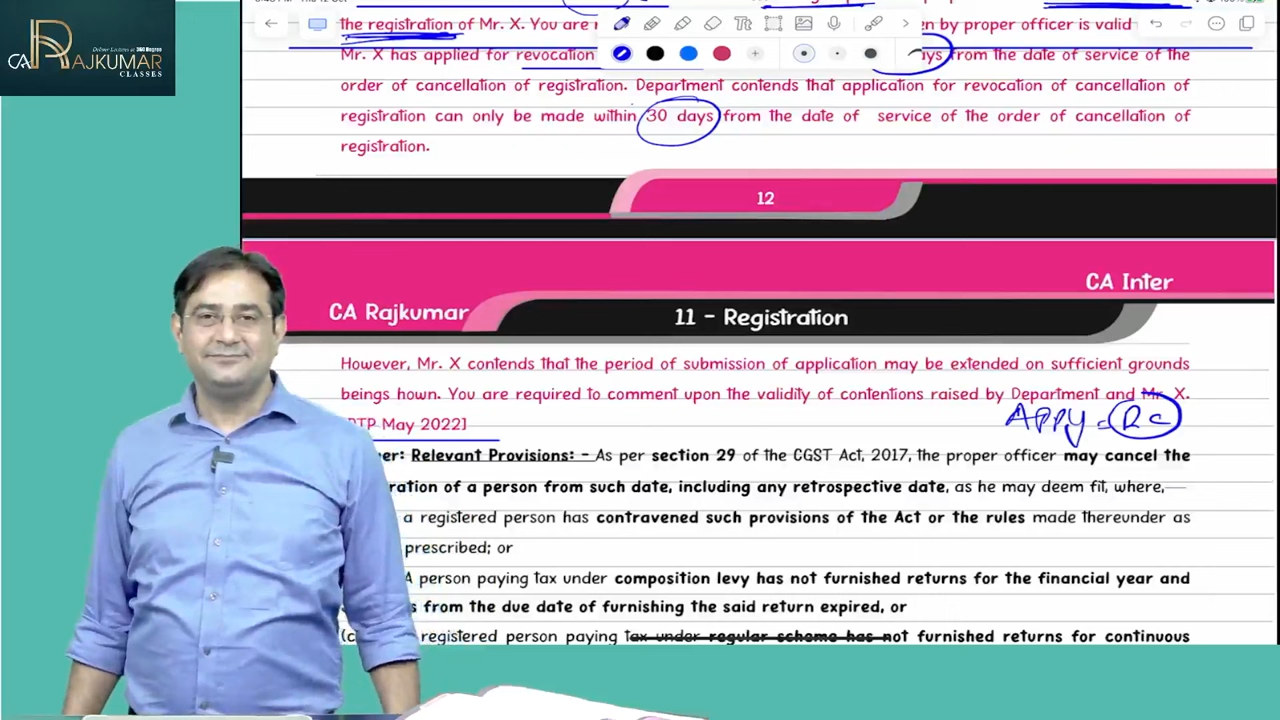 the registration of Mr. X. You are
en by proper officer is valid
Deliver Lectures at 360 Degree
CA RAJKUMAR
CLASSES
Mr. X has applied for revocation
ays from the date of service of the
order of cancellation of registration. Department contends that application for revocation of cancellation of
registration can only be made within 30 days from the date of service of the order of cancellation of
registration.
12
CA Inter
CA Rajkumar
11 - Registration
However, Mr. X contends that the period of submission of application may be extended on sufficient grounds
beings hown. You are required to comment upon the validity of contentions raised by Department and Mr. X.
RTP May 2022]
APPY = RC
er: Relevant Provisions: - As per section 29 of the CGST Act, 2017, the proper officer may cancel the
ration of a person from such date, including any retrospective date, as he may deem fit, where,
a registered person has contravened such provisions of the Act or the rules made thereunder as
prescribed; or
A person paying tax under composition levy has not furnished returns for the financial year and
s from the due date of furnishing the said return expired, or
(c registered person paying tax under regular scheme has not furnished returns for continuous